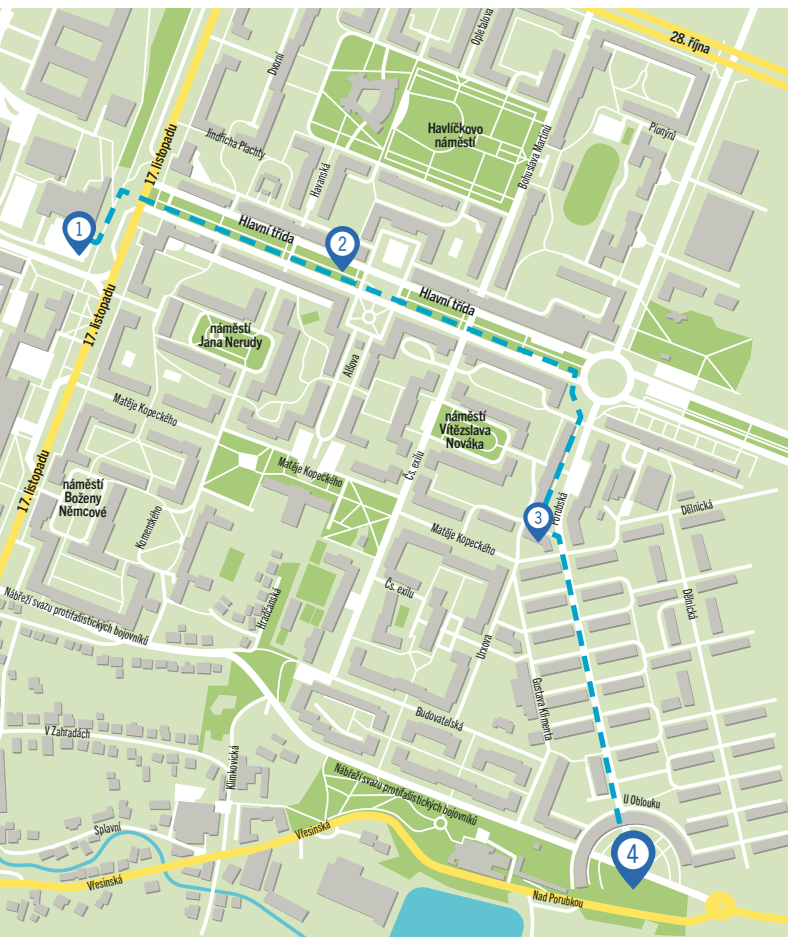 28. října
Opletalova
Dvorní
17. listopadu
Jindřicha Plachty
Havanská
Havlíčkovo
náměstí
Bohuslava Martinů
Pionýrů
1
Hlavní třída
2
Hlavní třída
17. listopadu
náměstí
Jana Nerudy
Alšova
Matěje Kopeckého
náměstí
Vítězslava
Nováka
Čs. exilu
Matěje Kopeckého
17. listopadu
náměstí
Boženy
Němcové
Komenského
3
Porubská
Dělnická
Matěje Kopeckého
Čs. exilu
Dělnická
Nábřeží svazu protifašistických bojovníků
Hradčanská
Urxova
Gustava Klimenta
Budovatelská
V Zahradách
Klimkovická
Nábřeží svazu protifašistických bojovníků
U Oblouku
Splavní
Vřesinská
4
Vřesinská
Nad Porubkou